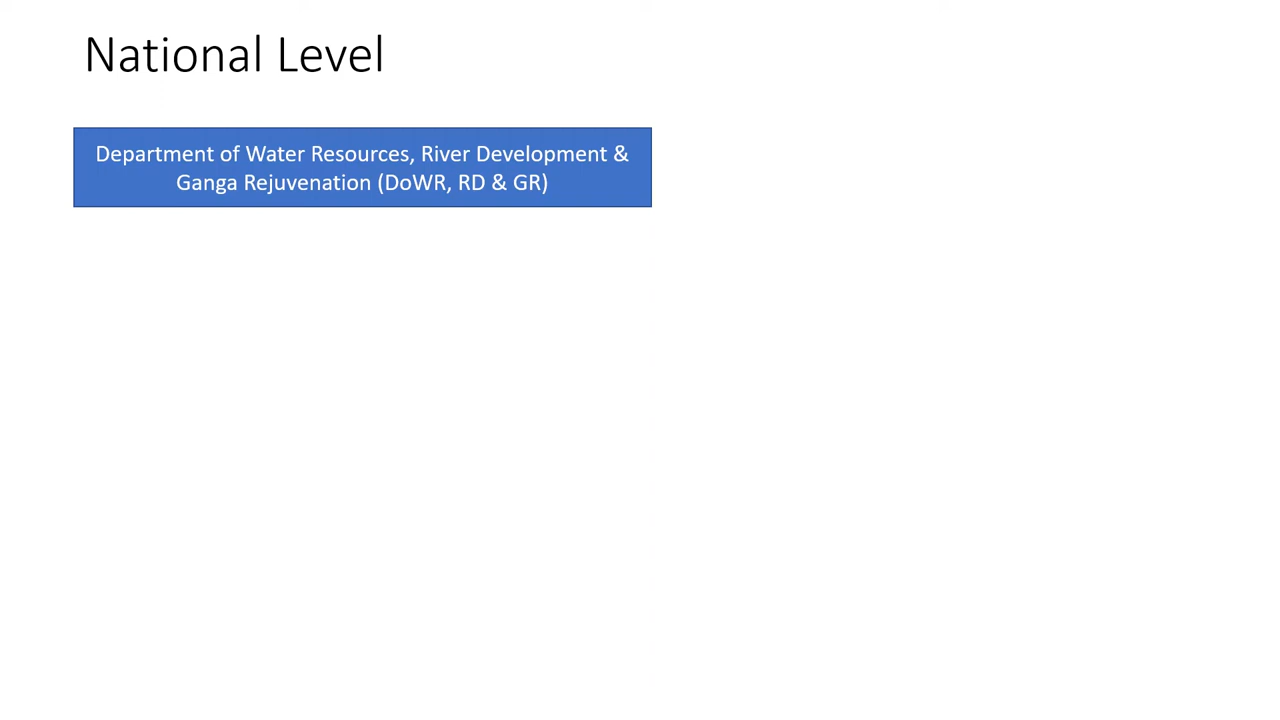 National Level
Department of Water Resources, River Development &
Ganga Rejuvenation (DoWR, RD & GR)